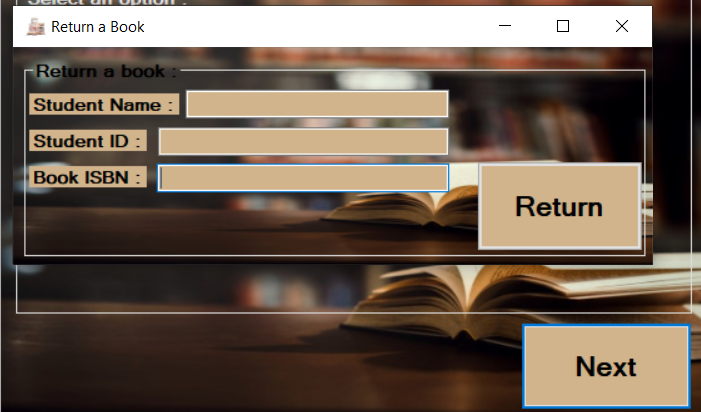 Select an option :
Return a Book
Return a book :
Student Name :
Student ID :
Book ISBN :
Return
Next